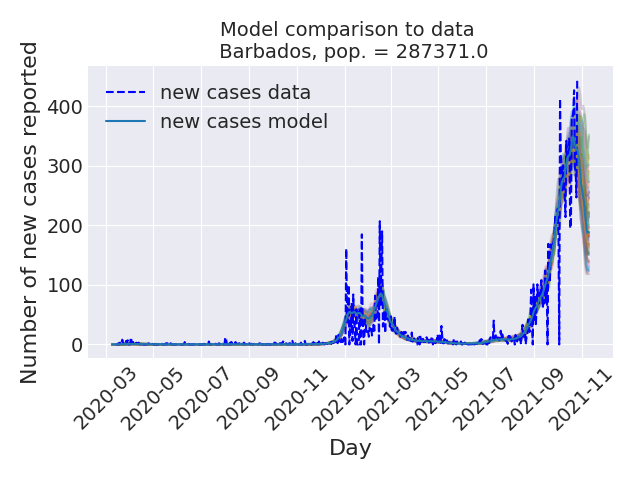 Model comparison to data
Barbados, pop. = 287371.0
Number of new cases reported
400
300
200
100
0
new cases data
new cases model
2020-03
2020-05
2020-07
2020-09
2020-11
2021-01
2021-03
2021-05
2021-07
2021-09
2021-11
Day